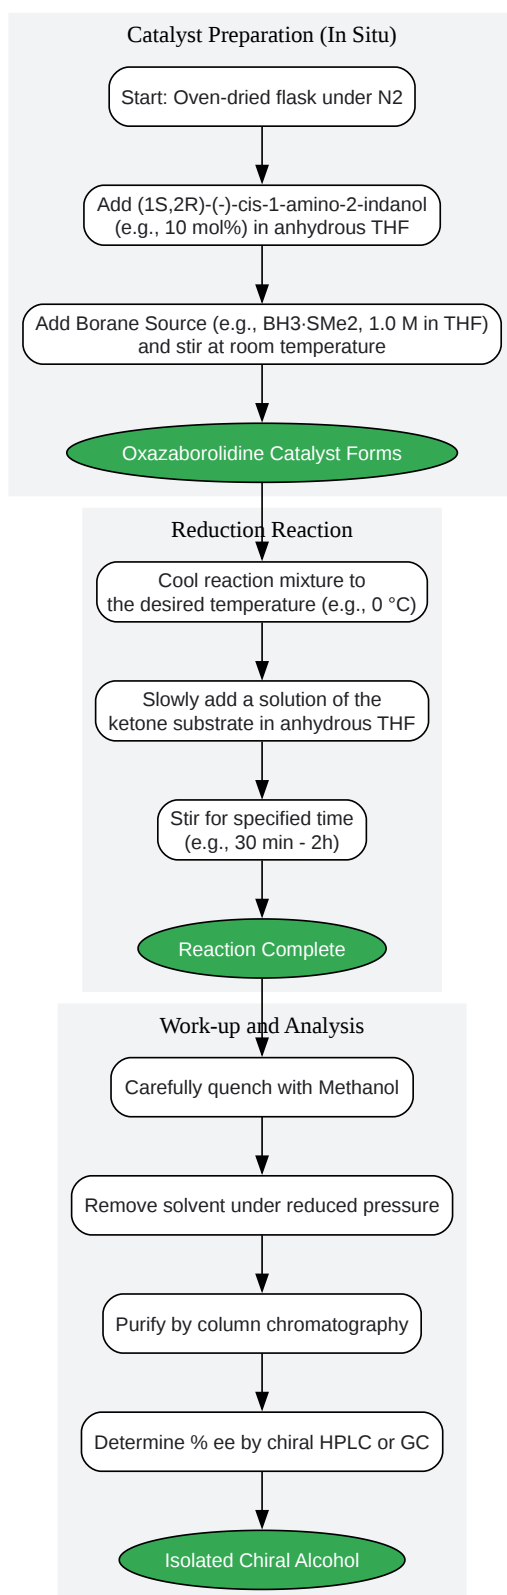 Catalyst Preparation (In Situ)
Start: Oven-dried flask under N2
Add (1S,2R)-(-)-cis-1-amino-2-indanol
(e.g., 10 mol%) in anhydrous THF
Add Borane Source (e.g., BH3·SMe2, 1.0 M in THF)
and stir at room temperature
Oxazaborolidine Catalyst Forms
Reduction Reaction
Cool reaction mixture to
the desired temperature (e.g., 0 °C)
Slowly add a solution of the
ketone substrate in anhydrous THF
Stir for specified time
(e.g., 30 min - 2h)
Reaction Complete
Work-up and Analysis
Carefully quench with Methanol
Remove solvent under reduced pressure
Purify by column chromatography
Determine % ee by chiral HPLC or GC
Isolated Chiral Alcohol